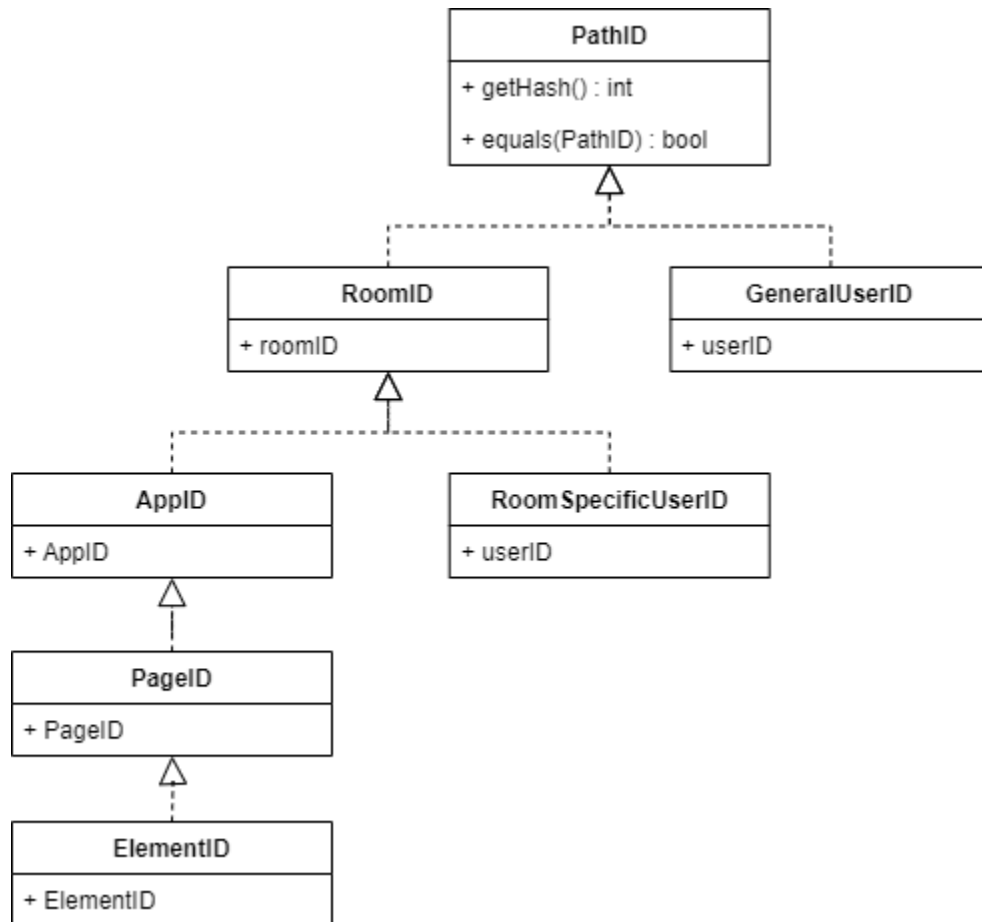 PathID
+ getHash() : int
+ equals(PathID) : bool
RoomID
+ roomID
GeneralUserID
+ userID
AppID
+ AppID
RoomSpecificUserID
+ userID
PageID
+ PageID
ElementID
+ ElementID